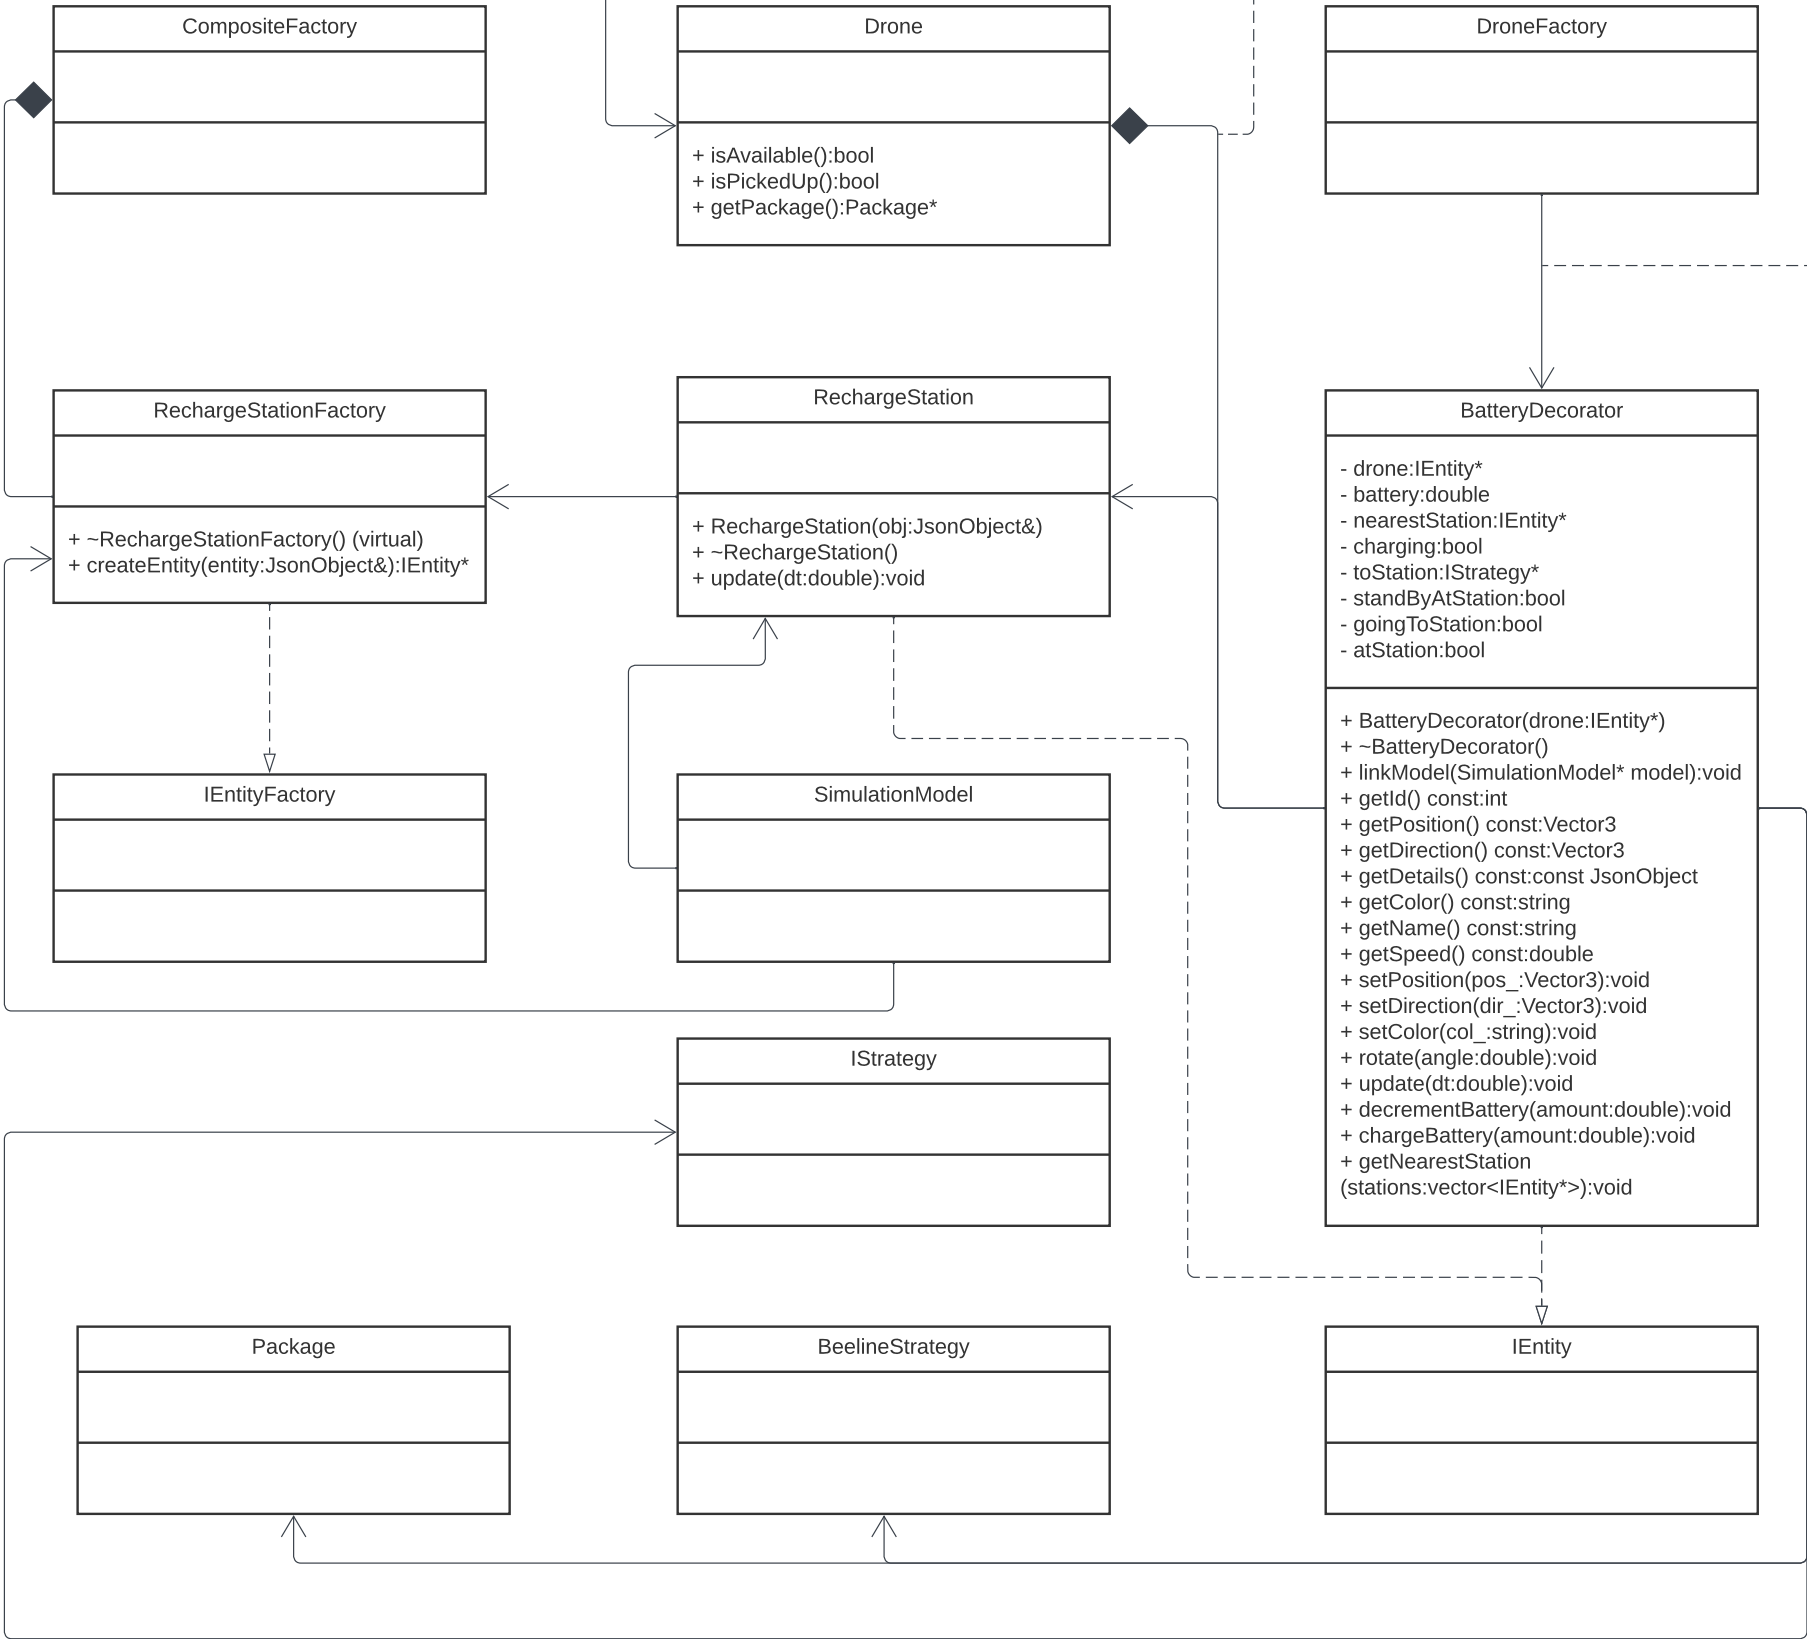 CompositeFactory
Drone
+ isAvailable():bool
+ isPickedUp():bool
+ getPackage():Package*
DroneFactory
RechargeStationFactory
+ ~RechargeStationFactory() (virtual)
+ createEntity(entity:JsonObject&):IEntity*
RechargeStation
+ RechargeStation(obj:JsonObject&)
+ ~RechargeStation()
+ update(dt:double):void
BatteryDecorator
- drone:IEntity*
- battery:double
- nearestStation:IEntity*
- charging:bool
- toStation:IStrategy*
- standByAtStation:bool
- goingToStation:bool
- atStation:bool
+ BatteryDecorator(drone:IEntity*)
+ ~BatteryDecorator()
+ linkModel(SimulationModel* model):void
+ getId() const:int
+ getPosition() const:Vector3
+ getDirection() const:Vector3
+ getDetails() const:const JsonObject
+ getColor() const:string
+ getName() const:string
+ getSpeed() const:double
+ setPosition(pos_:Vector3):void
+ setDirection(dir_:Vector3):void
+ setColor(col_:string):void
+ rotate(angle:double):void
+ update(dt:double):void
+ decrementBattery(amount:double):void
+ chargeBattery(amount:double):void
+ getNearestStation
(stations:vector<IEntity*>):void
IEntityFactory
SimulationModel
IStrategy
Package
BeelineStrategy
IEntity